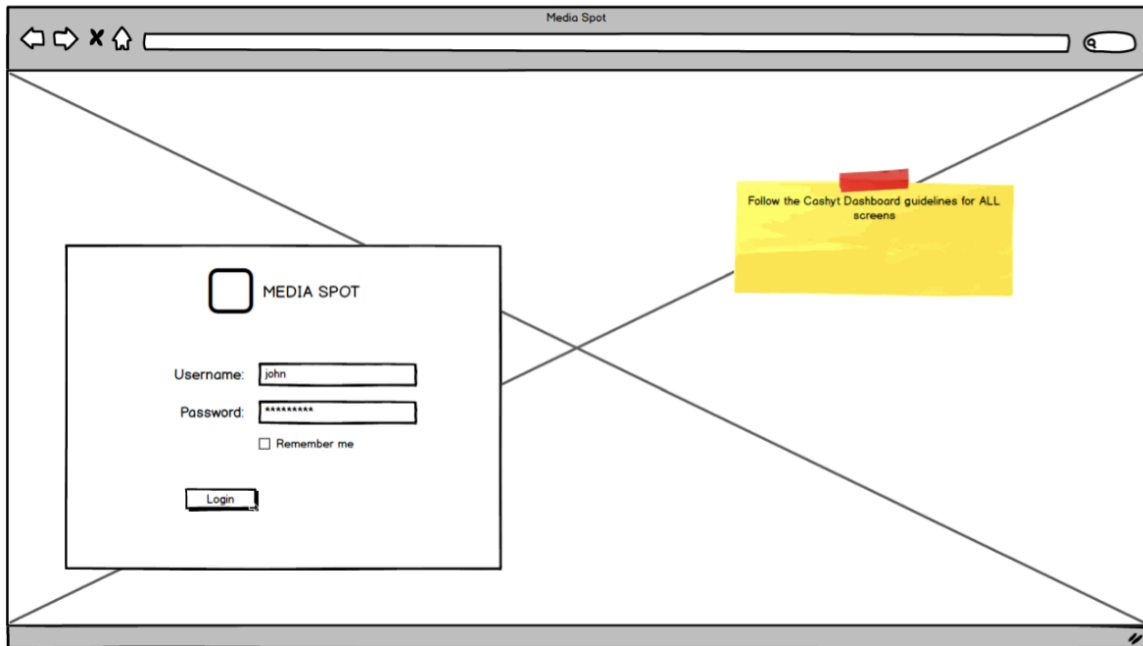 Media Spot
Follow the Cashyt Dashboard guidelines for ALL
screens
MEDIA SPOT
Username:
john
Password:
*********
Remember me
Login